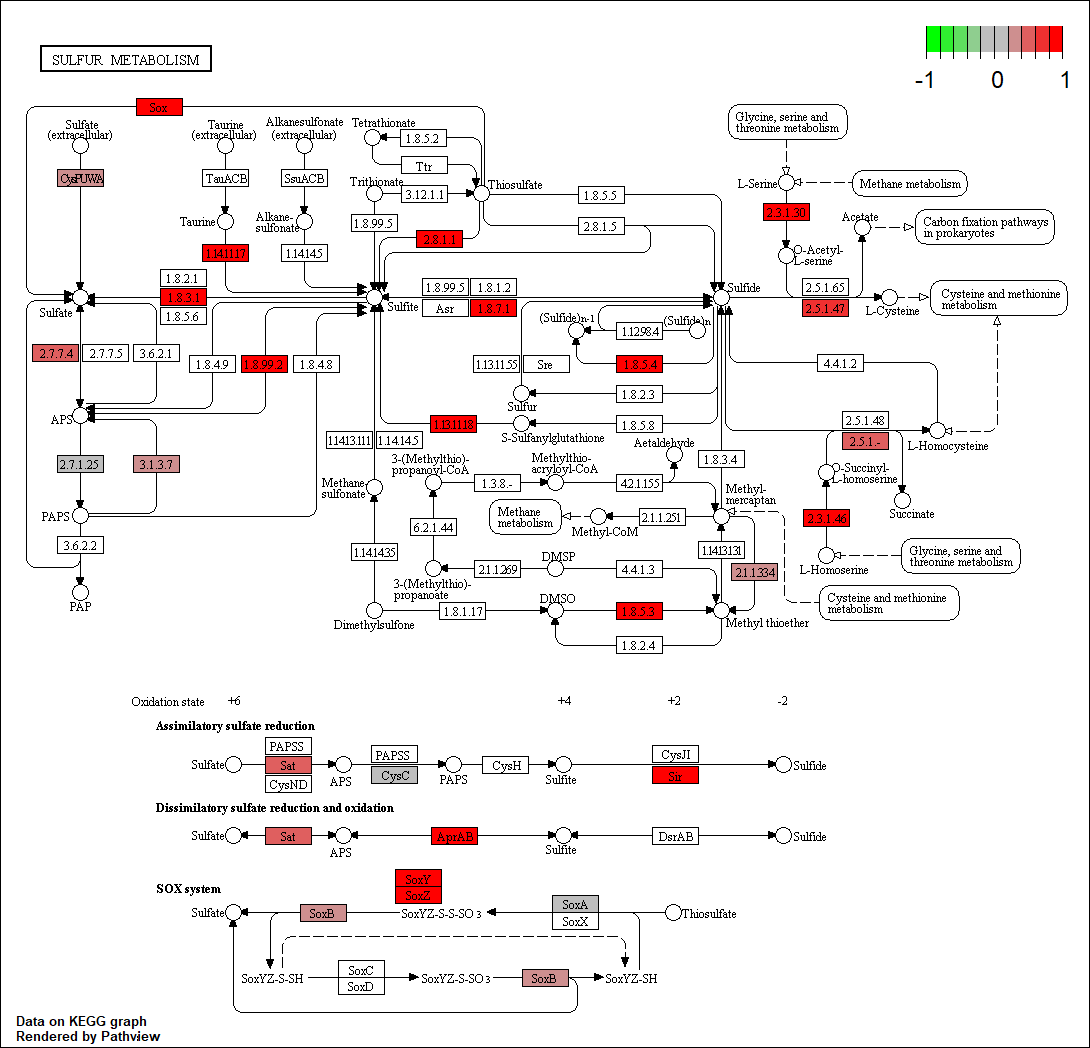 SULFUR METABOLISM
-1 0 1
Sox
Sulfate
(extracellular)
Taurine
(extracellular)
Alkanesulfonate
(extracellular)
Tetrathionate
1.8.5.2
Ttr
Glycine, serine and
threonine metabolism
CysPUWA
TauACB
SsuACB
Trithionate
3.12.1.1
Thiosulfate
1.8.5.5
L-Serine
Methane metabolism
Taurine
Alkane-
sulfonate
1.8.99.5
2.8.1.1
2.8.1.5
2.3.1.30
Acetate
Carbon fixation pathways
in prokaryotes
1.14.11.17
1.14.14.5
O-Acetyl-
L-serine
1.8.2.1
1.8.3.1
1.8.5.6
Sulfate
Sulfite
1.8.99.5
1.8.1.2
Asr
1.8.7.1
Sulfide
2.5.1.65
2.5.1.47
L-Cysteine
Cysteine and methionine
metabolism
(Sulfide)n-1
1.12.98.4
(Sulfide)n
2.7.7.4
2.7.7.5
3.6.2.1
1.8.4.9
1.8.99.2
1.8.4.8
1.13.11.55
Sre
1.8.5.4
4.4.1.2
1.8.2.3
Sulfur
APS
1.13.11.18
1.8.5.8
S-Sulfanylglutathione
2.5.1.48
2.5.1.-
L-Homocysteine
1.14.13.111
1.14.14.5
Aetaldehyde
2.7.1.25
3.1.3.7
3-(Methylthio)-
propanoyl-CoA
Methylthio-
acryloyl-CoA
1.8.3.4
O-Succinyl-
L-homoserine
Methane
sulfonate
1.3.8.-
4.2.1.155
Methyl-
mercaptan
Succinate
PAPS
Methane
metabolism
Methyl-CoM
2.1.1.251
2.3.1.46
6.2.1.44
3.6.2.2
1.14.14.35
1.14.13.131
L-Homoserine
Glycine, serine and
threonine metabolism
DMSP
2.1.1.269
4.4.1.3
2.1.1.334
3-(Methylthio)-
propanoate
Cysteine and methionine
metabolism
PAP
DMSO
Dimethylsulfone
1.8.1.17
1.8.5.3
Methyl thioether
1.8.2.4
Oxidation state +6 +4 +2 -2
Assimilatory sulfate reduction
PAPSS
PAPSS
CysJI
Sulfate
Sat
APS
CysC
PAPS
CysH
Sulfite
Sir
Sulfide
CysND
Dissimilatory sulfate reduction and oxidation
Sulfate
Sat
APS
AprAB
Sulfite
DsrAB
Sulfide
SOX system
SoxY
SoxZ
Sulfate
SoxB
SoxYZ-S-S-SO3
SoxA
SoxX
Thiosulfate
SoxYZ-S-SH
SoxC
SoxD
SoxYZ-S-SO3
SoxB
SoxYZ-SH
Data on KEGG graph
Rendered by Pathview